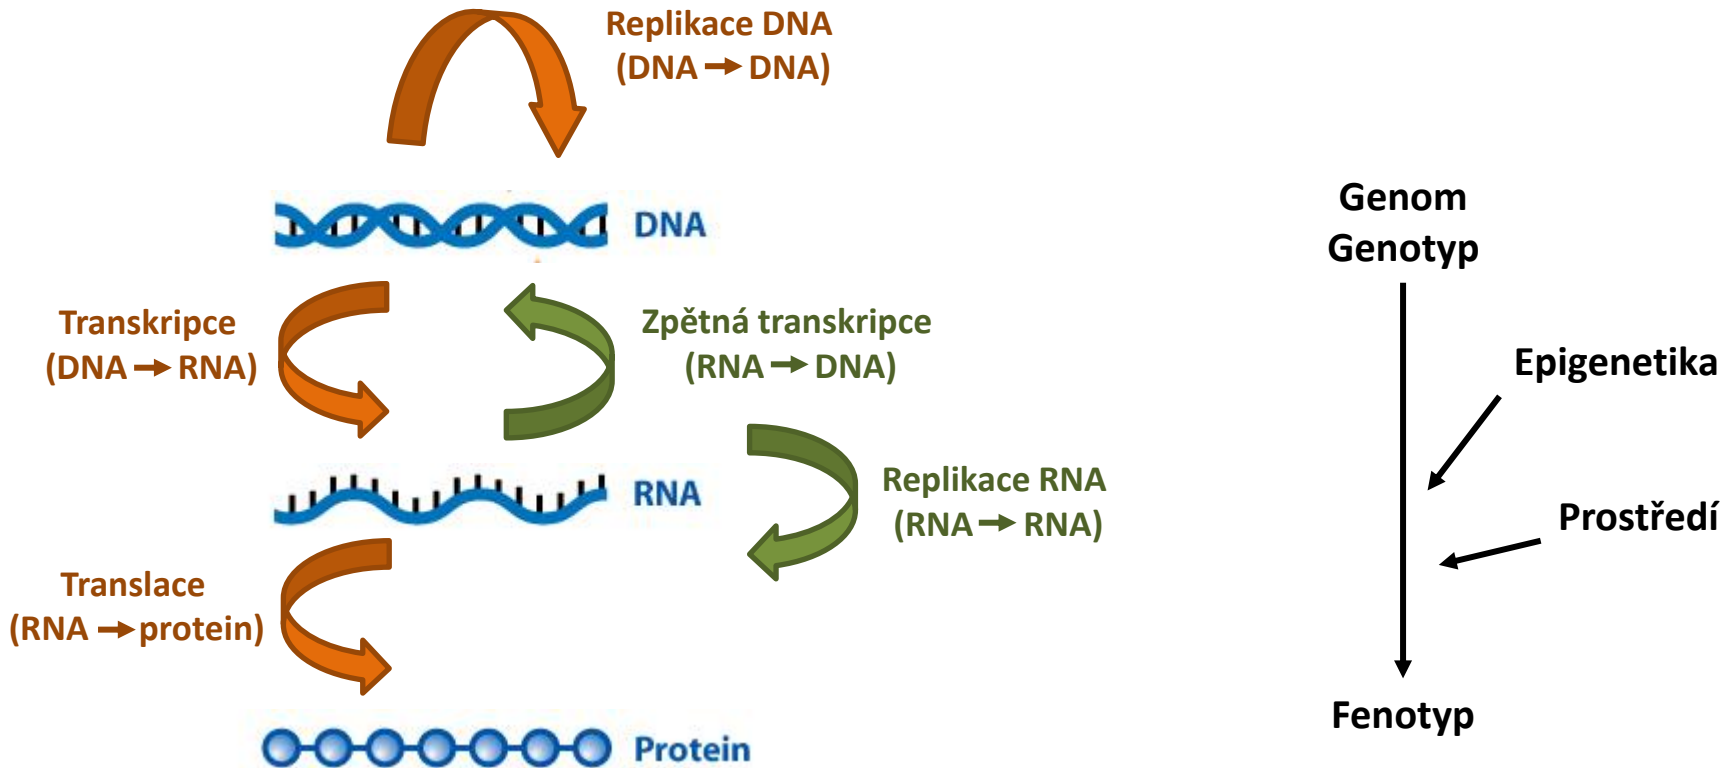 Replikace DNA
(DNA → DNA)
DNA
Transkripce
(DNA → RNA)
Zpětná transkripce
(RNA → DNA)
RNA
Replikace RNA
(RNA → RNA)
Translace
(RNA → protein)
Protein
Genom
Genotyp
Epigenetika
Prostředí
Fenotyp